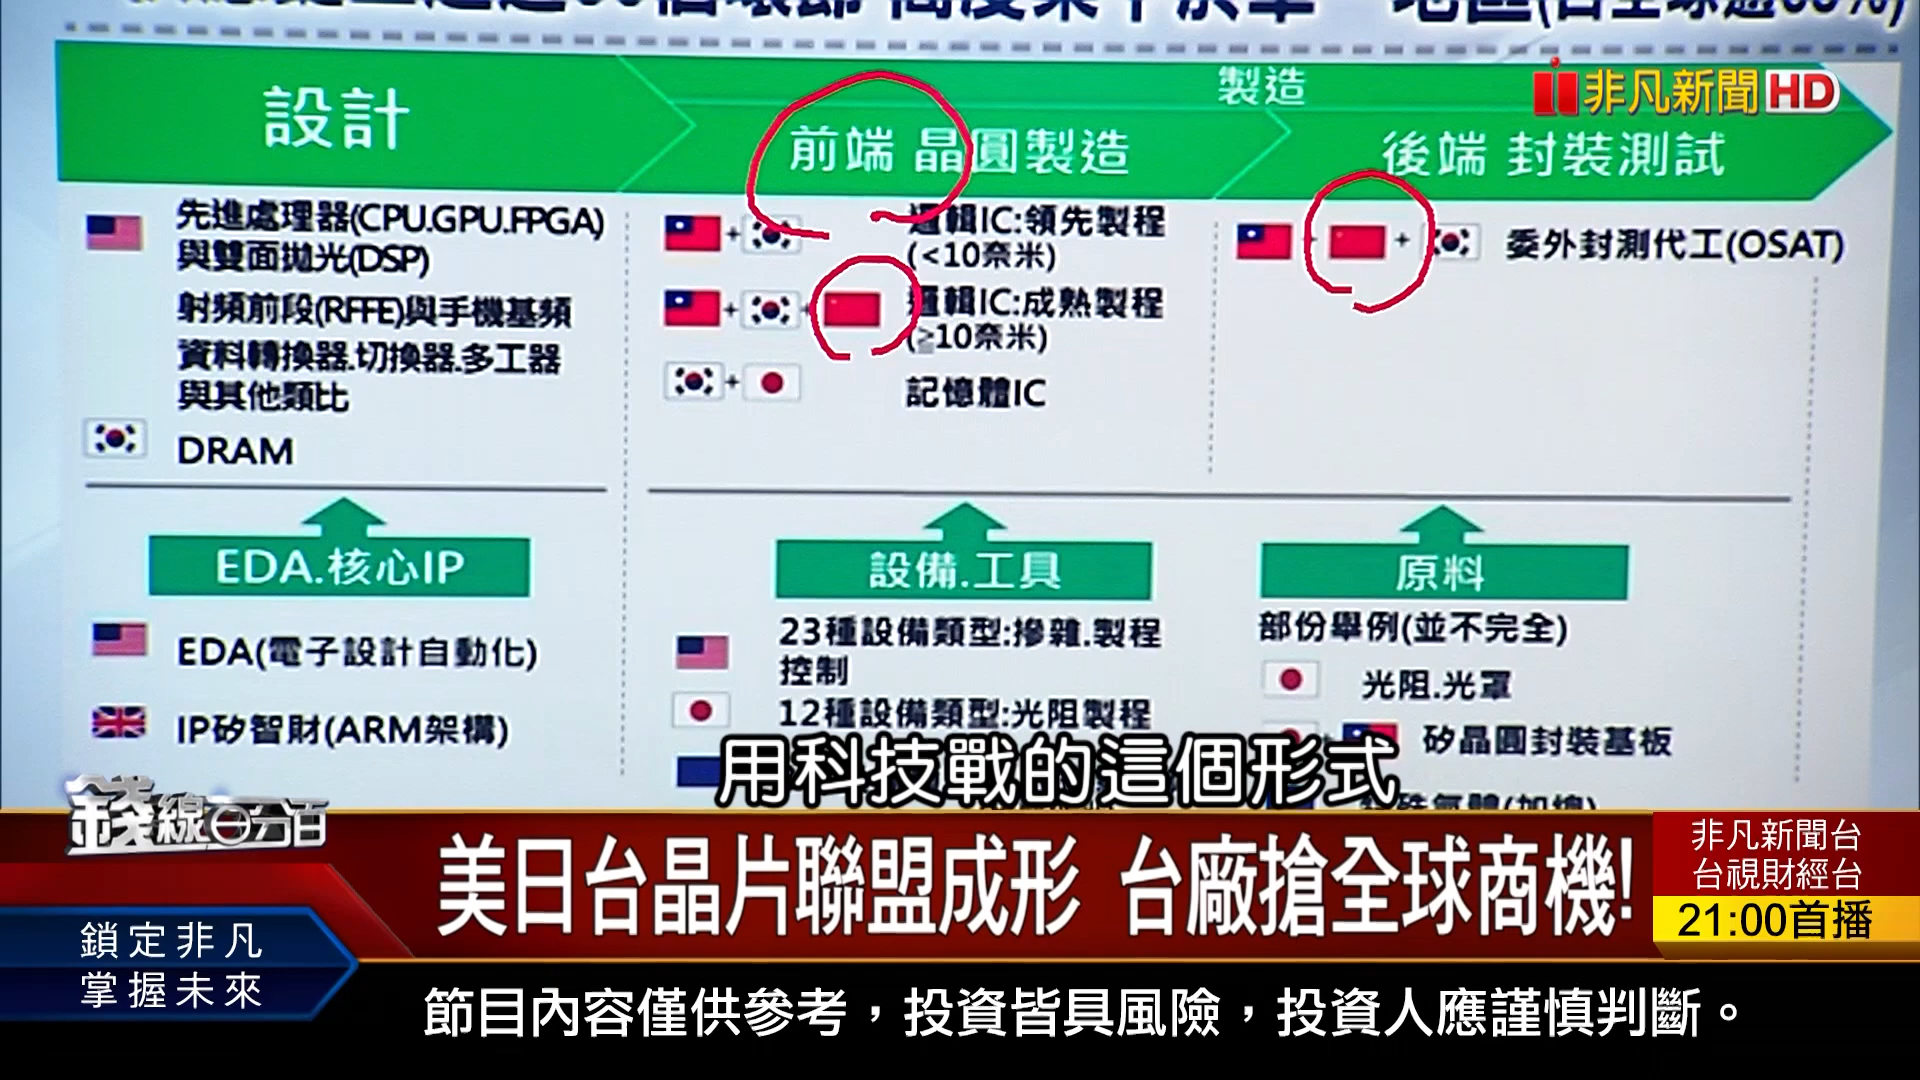 製造
非凡新聞HD
設計
前端 晶圓製造
後端 封裝測試
先進處理器(CPU.GPU.FPGA)
與雙面拋光(DSP)
射頻前段(RFFE)與手機基頻
資料轉換器.切換器.多工器
與其他類比
DRAM
+
邏輯IC:領先製程
(<10奈米)
+ +
邏輯IC:成熟製程
(≥10奈米)
+
記憶體IC
+ +
委外封測代工(OSAT)
EDA.核心IP
EDA(電子設計自動化)
IP矽智財(ARM架構)
設備.工具
23種設備類型:摻雜.製程
控制
12種設備類型:光阻製程
原料
部份舉例(並不完全)
光阻.光罩
矽晶圓封裝基板
用科技戰的這個形式
錢線百分百
美日台晶片聯盟成形 台廠搶全球商機!
非凡新聞台
台視財經台
21:00首播
鎖定非凡
掌握未來
節目內容僅供參考，投資皆具風險，投資人應謹慎判斷。